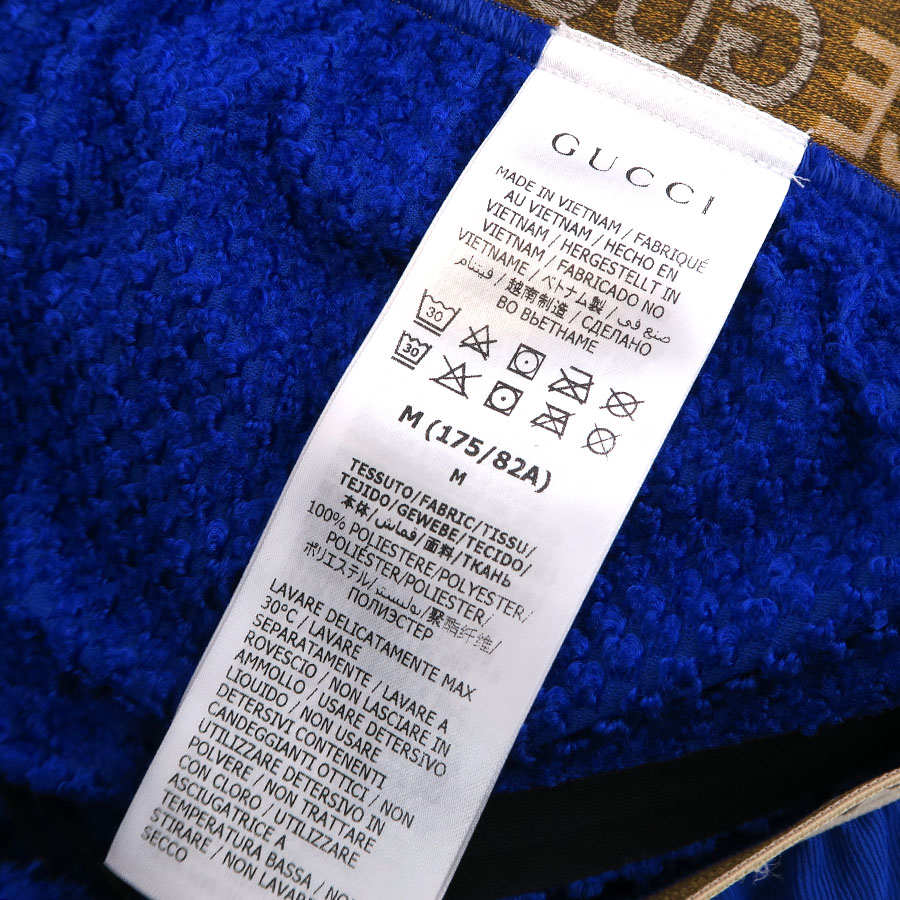 GUC
CE
GUCCI
MADE IN VIETNAM / FABRIQUÉ
AU VIETNAM / HECHO EN
VIETNAM / HERGESTELLT IN
VIETNAM / FABRICADO NO
VIETNAME / ベトナム製 / صنع في
فيتنام / 越南制造 / СДЕЛАНО
ВО ВЬЕТНАМЕ
30
30
M (175/82A)
M
TESSUTO/FABRIC/TISSU/
TEJIDO/GEWEBE/TECIDO/
本体/قماش/面料/ТКАНЬ
100% POLIESTERE/POLYESTER/
POLIÉSTER/POLIESTER/
ポリエステル/بوليستر/聚酯纤维/
ПОЛИЭСТЕР
LAVARE DELICATAMENTE MAX
30°C / LAVARE
SEPARATAMENTE / LAVARE A
ROVESCIO / NON LASCIARE IN
AMMOLLO / USARE DETERSIVO
LIQUIDO / NON USARE
DETERSIVI CONTENENTI
CANDEGGIANTI OTTICI / NON
UTILIZZARE DETERSIVO IN
POLVERE / NON TRATTARE
CON CLORO / UTILIZZARE
ASCIUGATRICE A
TEMPERATURA BASSA / NON
STIRARE / NON LAVARE A
SECCO